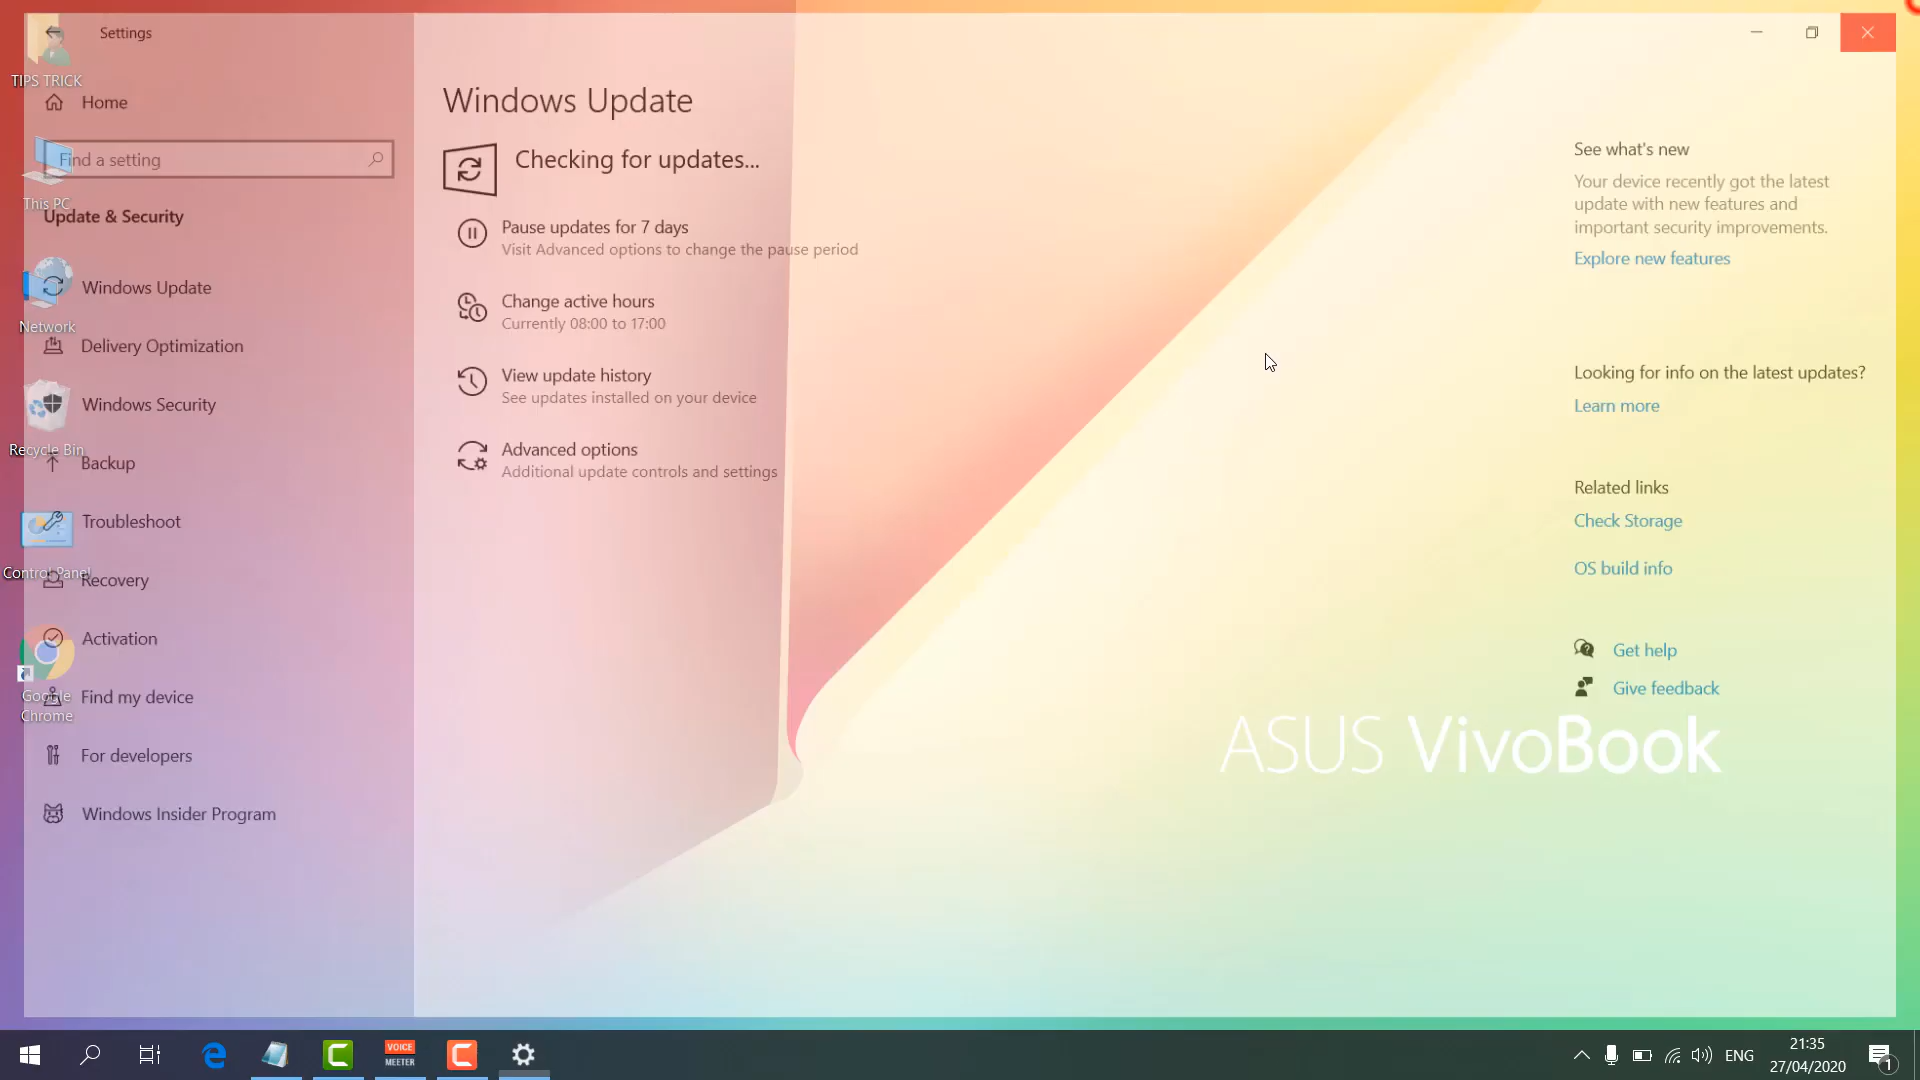 Settings
TIPS TRICK
Home
Find a setting
This PC
Update & Security
Windows Update
Network
Delivery Optimization
Windows Security
Recycle Bin
Backup
Troubleshoot
Control Panel
Recovery
Activation
Find my device
Google
Chrome
For developers
Windows Insider Program
Windows Update
Checking for updates...
Pause updates for 7 days
Visit Advanced options to change the pause period
Change active hours
Currently 08:00 to 17:00
View update history
See updates installed on your device
Advanced options
Additional update controls and settings
See what's new
Your device recently got the latest
update with new features and
important security improvements.
Explore new features
Looking for info on the latest updates?
Learn more
Related links
Check Storage
OS build info
Get help
Give feedback
ASUS VivoBook
VOICE
MEETER
ENG
21:35
27/04/2020
1